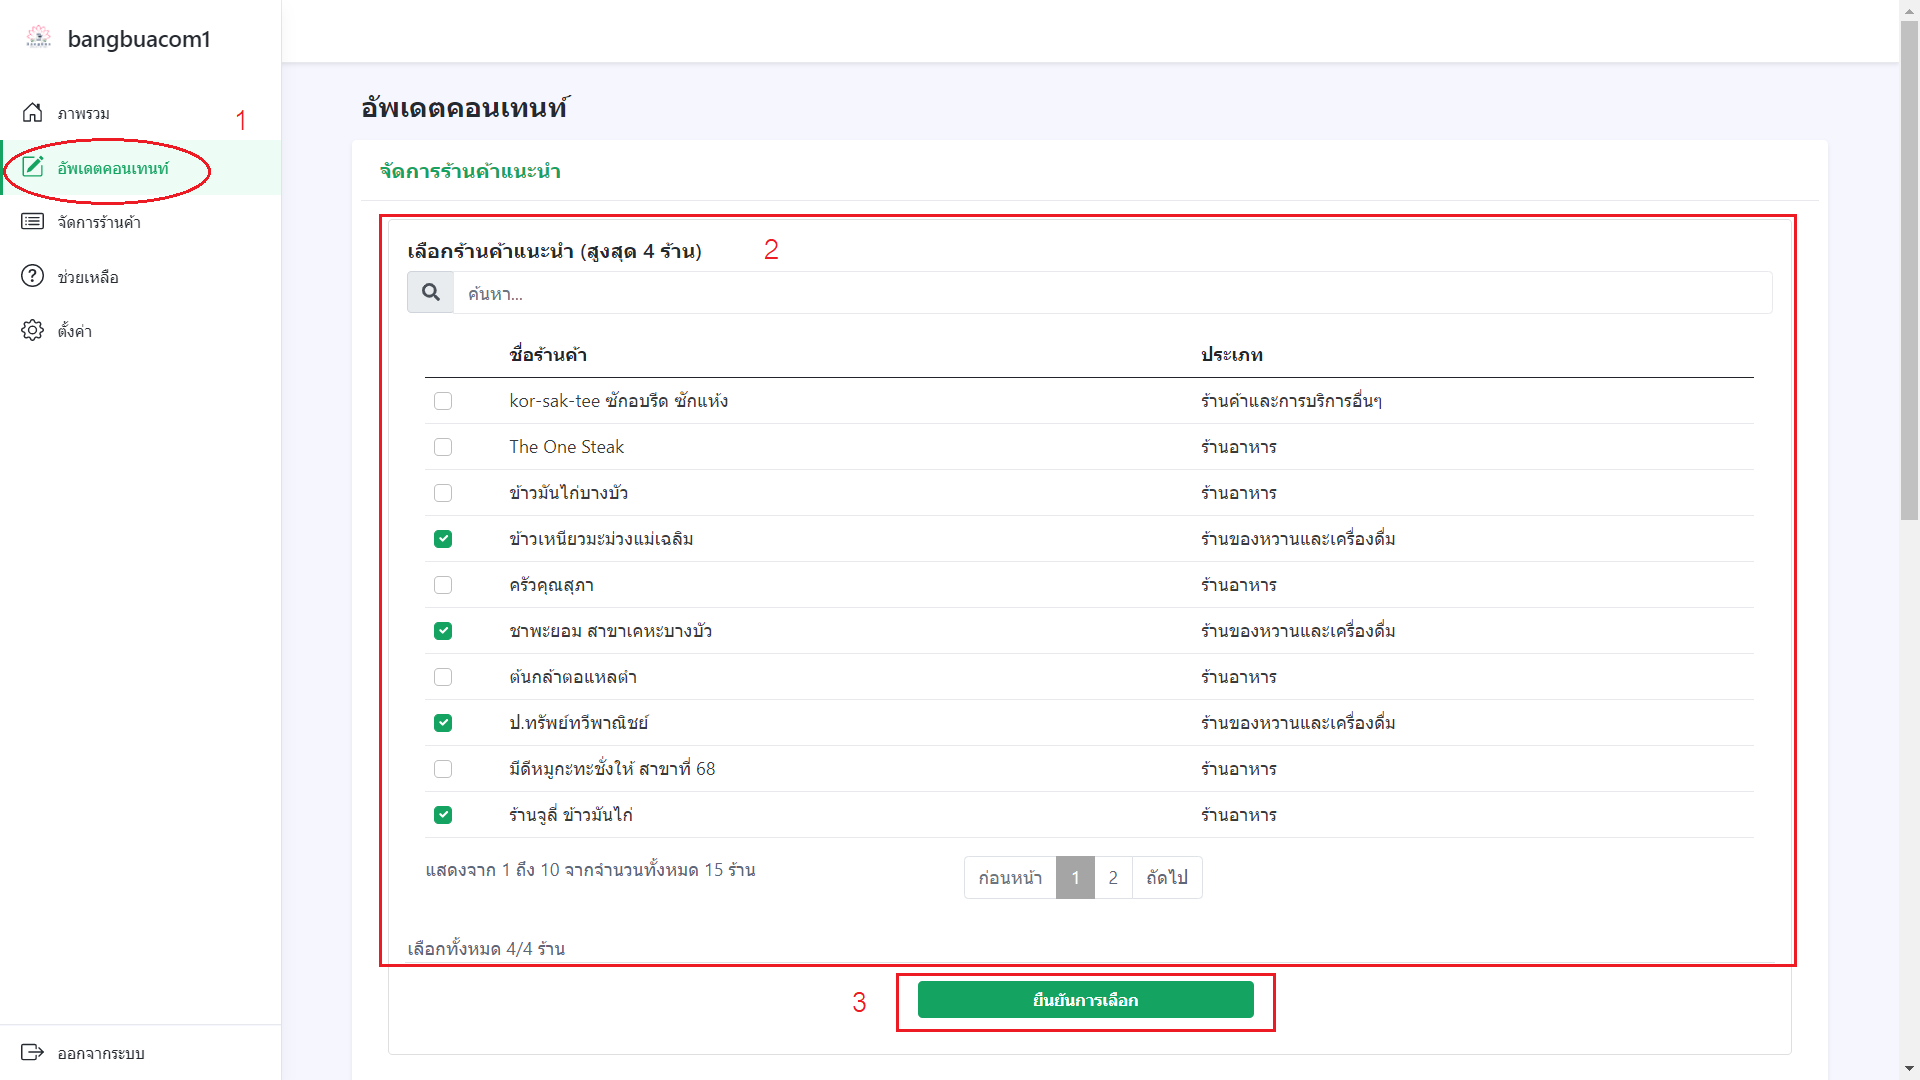 bangbuacom1
ภาพรวม
1
อัพเดตคอนเทนท์
จัดการร้านค้า
ช่วยเหลือ
ตั้งค่า
ออกจากระบบ
อัพเดตคอนเทนท์
จัดการร้านค้าแนะนำ
เลือกร้านค้าแนะนำ (สูงสุด 4 ร้าน) 2
ค้นหา...
ชื่อร้านค้า ประเภท
kor-sak-tee ซักอบรีด ซักแห้ง ร้านค้าและการบริการอื่นๆ
The One Steak ร้านอาหาร
ข้าวมันไก่บางบัว ร้านอาหาร
ข้าวเหนียวมะม่วงแม่เฉลิม ร้านของหวานและเครื่องดื่ม
ครัวคุณสุภา ร้านอาหาร
ชาพะยอม สาขาเคหะบางบัว ร้านของหวานและเครื่องดื่ม
ต้นกล้าตอแหลตำ ร้านอาหาร
ป.ทรัพย์ทวีพาณิชย์ ร้านของหวานและเครื่องดื่ม
มีดีหมูกะทะชั่งให้ สาขาที่ 68 ร้านอาหาร
ร้านจูลี่ ข้าวมันไก่ ร้านอาหาร
แสดงจาก 1 ถึง 10 จากจำนวนทั้งหมด 15 ร้าน ก่อนหน้า 1 2 ถัดไป
เลือกทั้งหมด 4/4 ร้าน
3 ยืนยันการเลือก